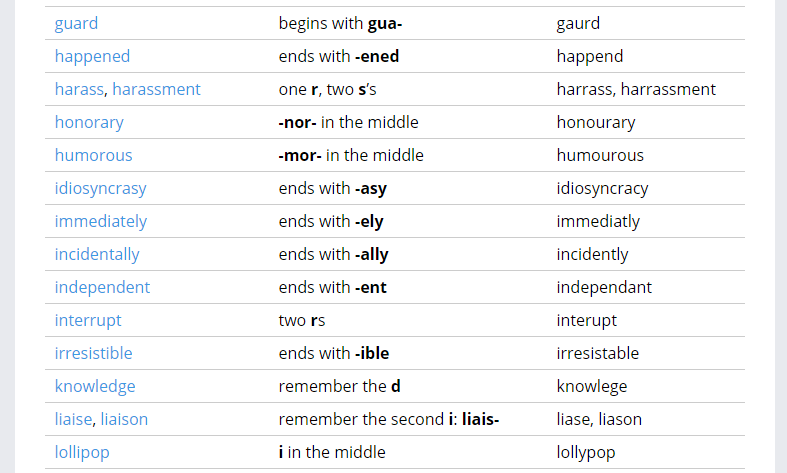 guard begins with gua- gaurd
happened ends with -ened happend
harass, harassment one r, two s’s harrass, harrassment
honorary -nor- in the middle honourary
humorous -mor- in the middle humourous
idiosyncrasy ends with -asy idiosyncracy
immediately ends with -ely immediatly
incidentally ends with -ally incidently
independent ends with -ent independant
interrupt two rs interupt
irresistible ends with -ible irresistable
knowledge remember the d knowlege
liaise, liaison remember the second i: liais- liase, liason
lollipop i in the middle lollypop